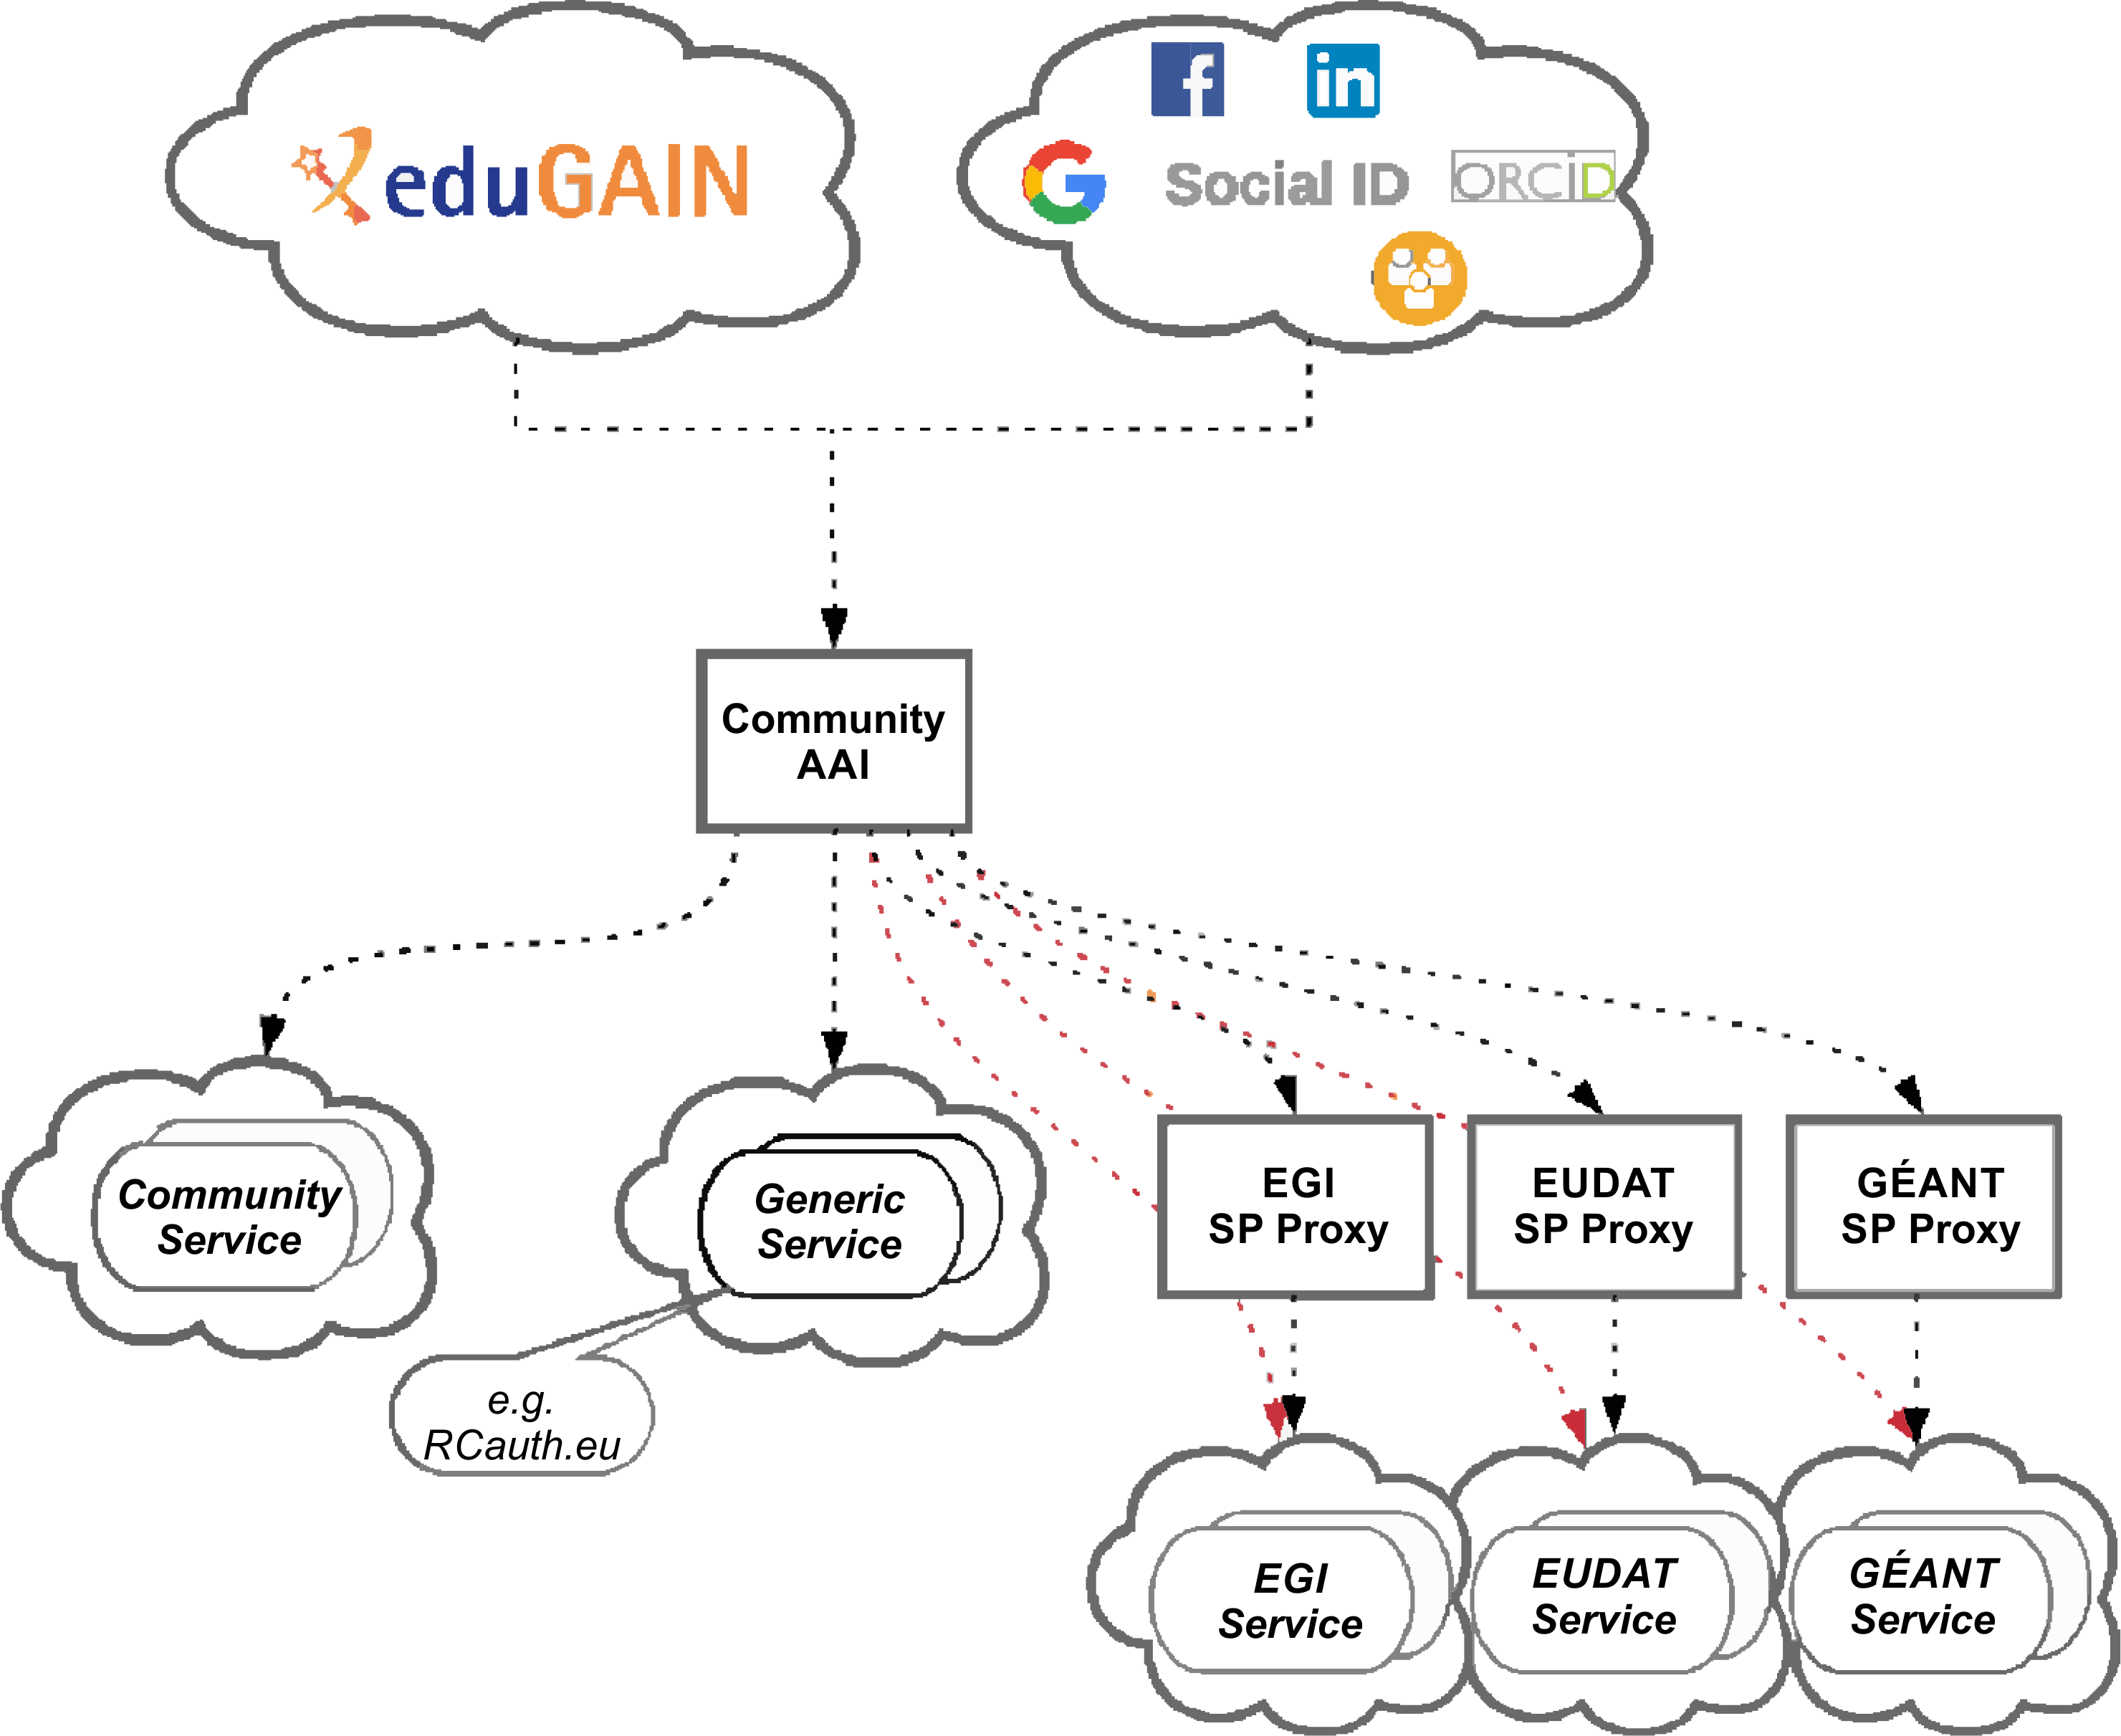 eduGAIN
f
in
G
Social ID
ORCiD
Community
AAI
Community
Service
Generic
Service
e.g.
RCauth.eu
EGI
SP Proxy
EUDAT
SP Proxy
GÉANT
SP Proxy
EGI
Service
EUDAT
Service
GÉANT
Service